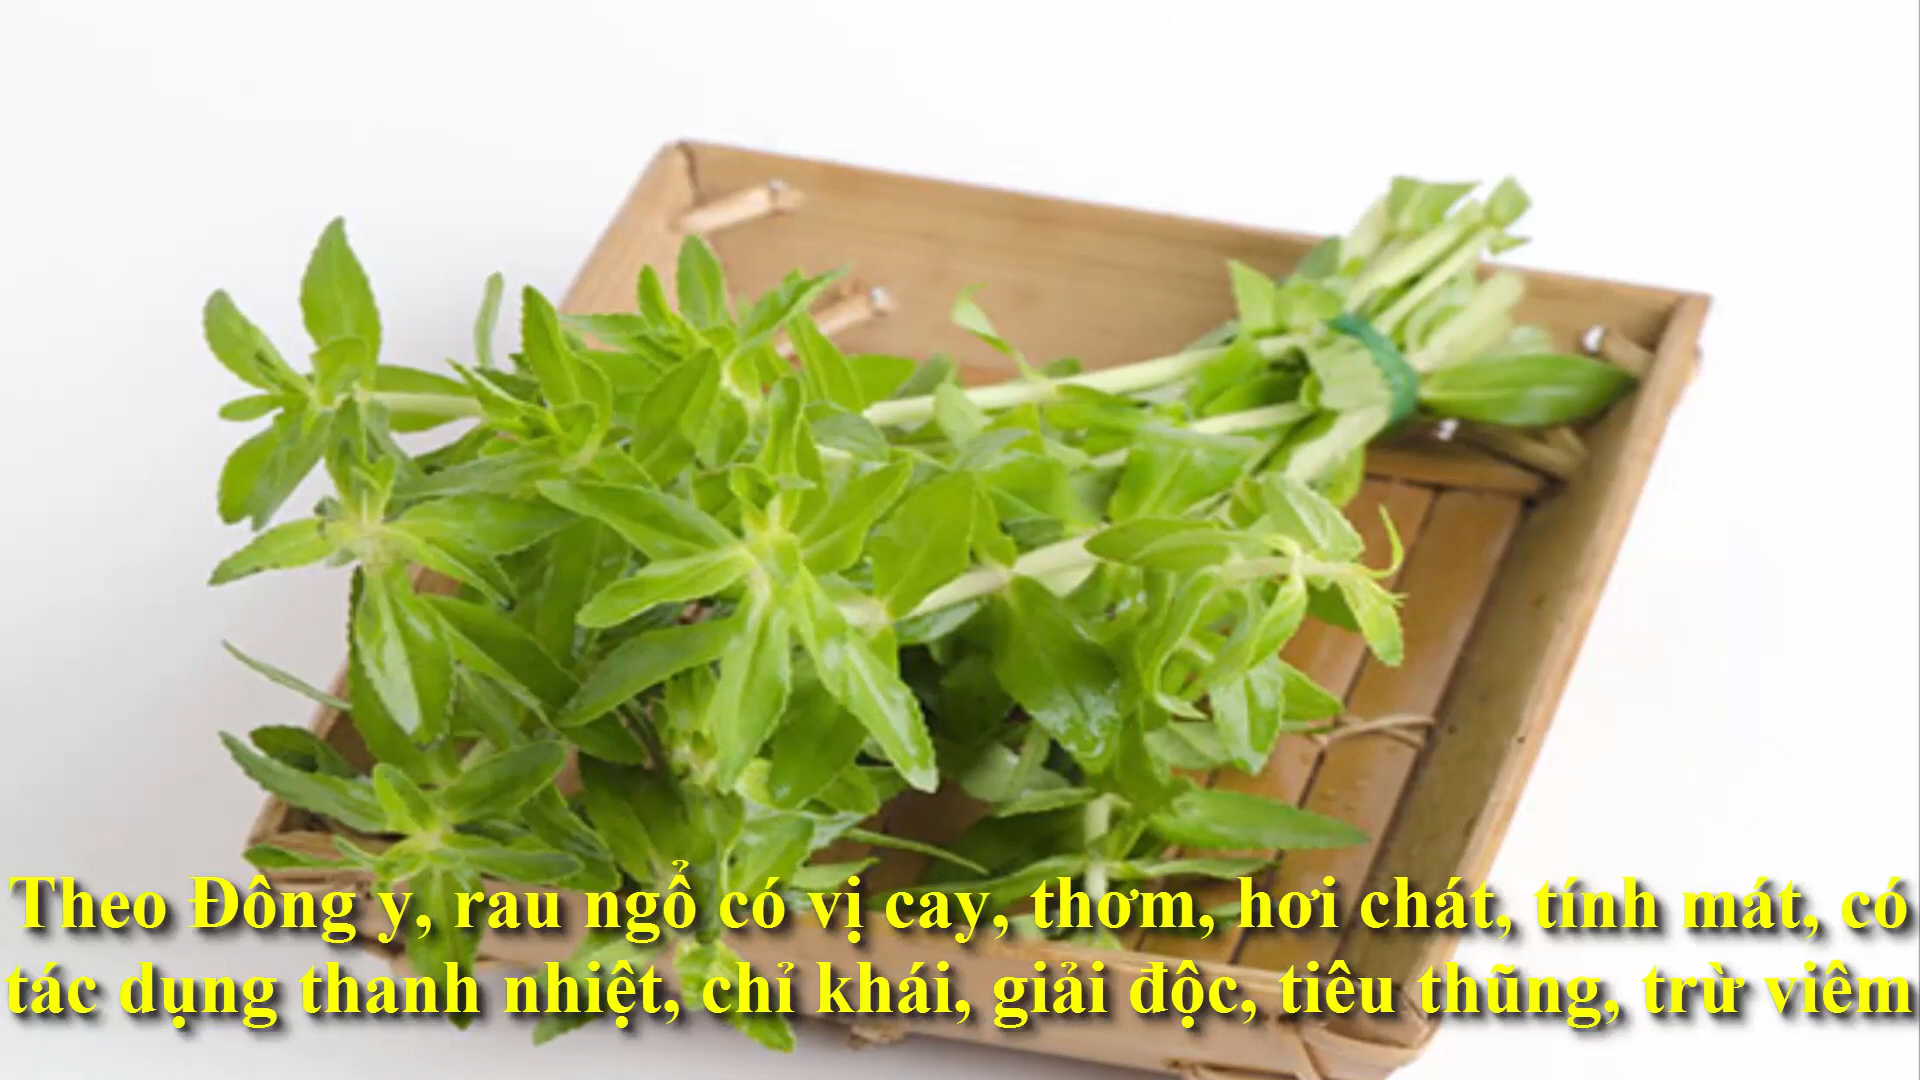 Theo Đông y, rau ngổ có vị cay, thơm, hơi chát, tính mát, có
tác dụng thanh nhiệt, chỉ khái, giải độc, tiêu thũng, trừ viêm